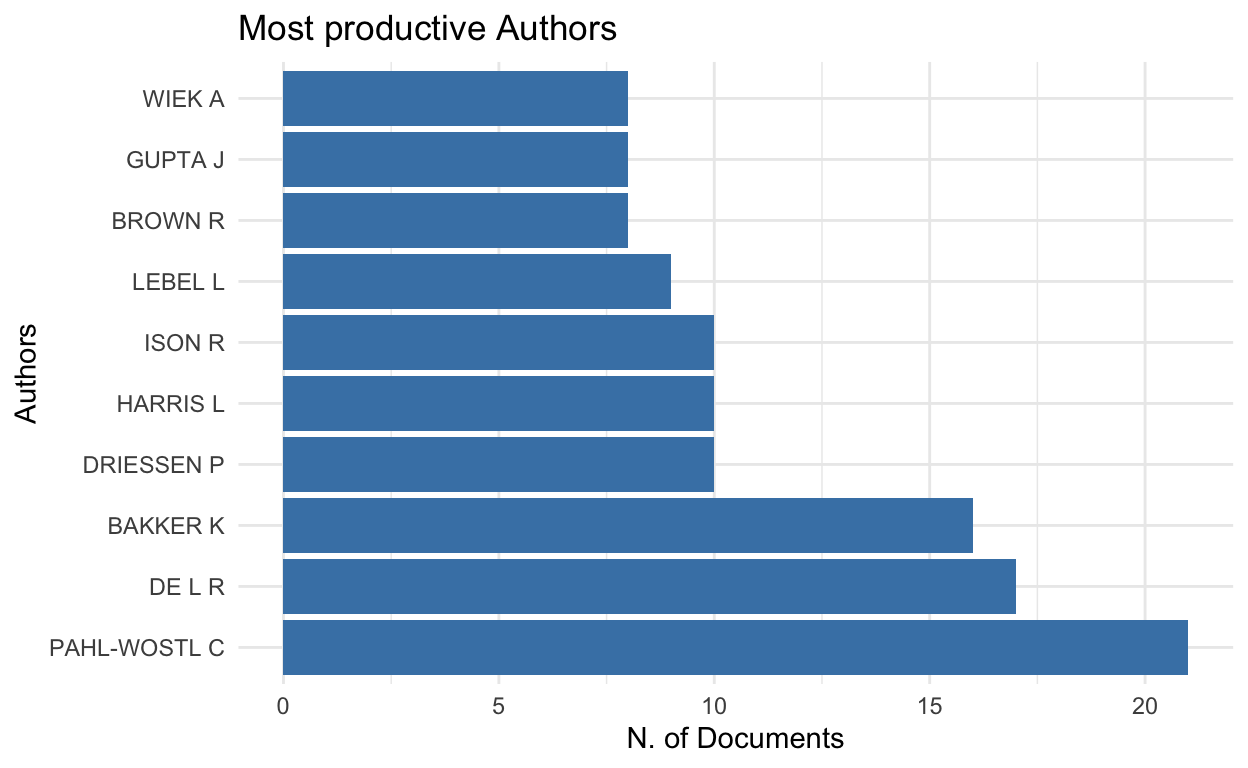 Most productive Authors
WIEK A
GUPTA J
BROWN R
LEBEL L
ISON R
HARRIS L
DRIESSEN P
BAKKER K
DE L R
PAHL-WOSTL C
Authors
0 5 10 15 20
N. of Documents